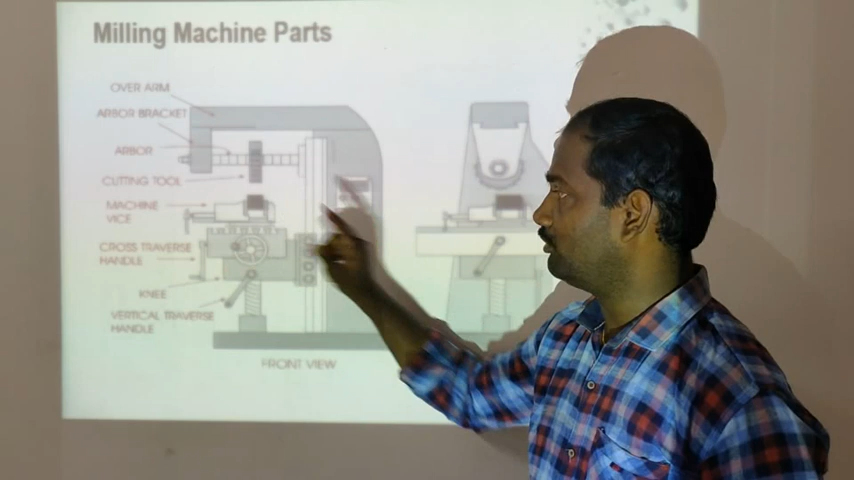 Milling Machine Parts
OVER ARM
ARBOR BRACKET
ARBOR
CUTTING TOOL
MACHINE
VICE
CROSS TRAVERSE
HANDLE
KNEE
VERTICAL TRAVERSE
HANDLE
FRONT VIEW